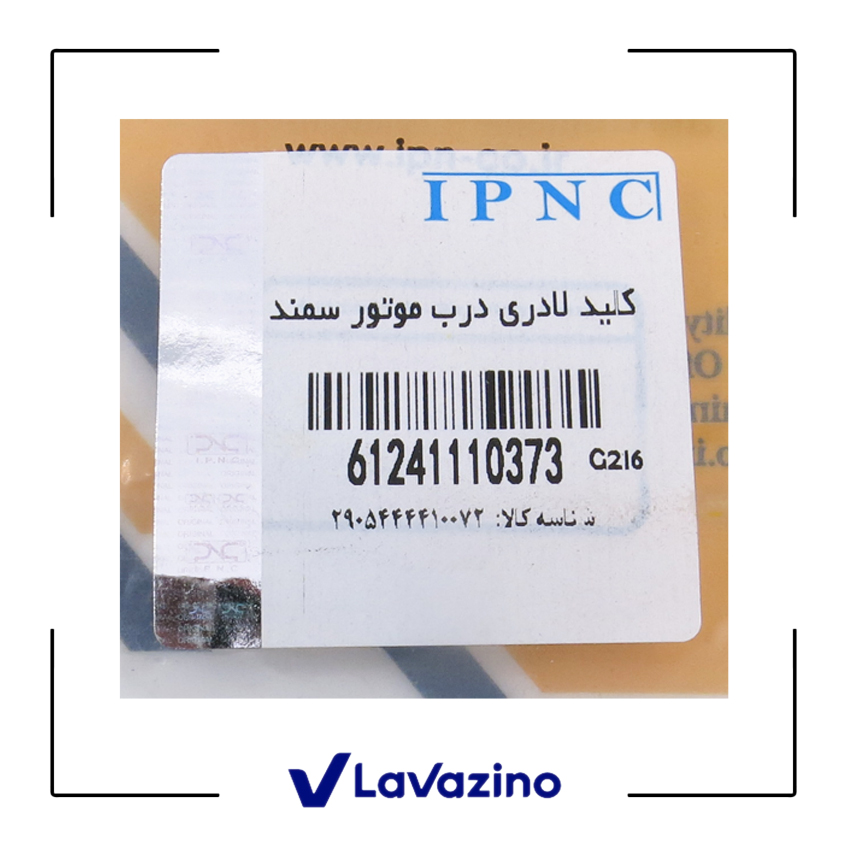 www.ipn-co.ir
IPNC
کلید لادری درب موتور سمند
61241110373 G216
شناسه کالا: ۲۹۰۵۴۴۴۴۱۰۰۷۲
I.P.N.C
I.P.N.C
LaVazino